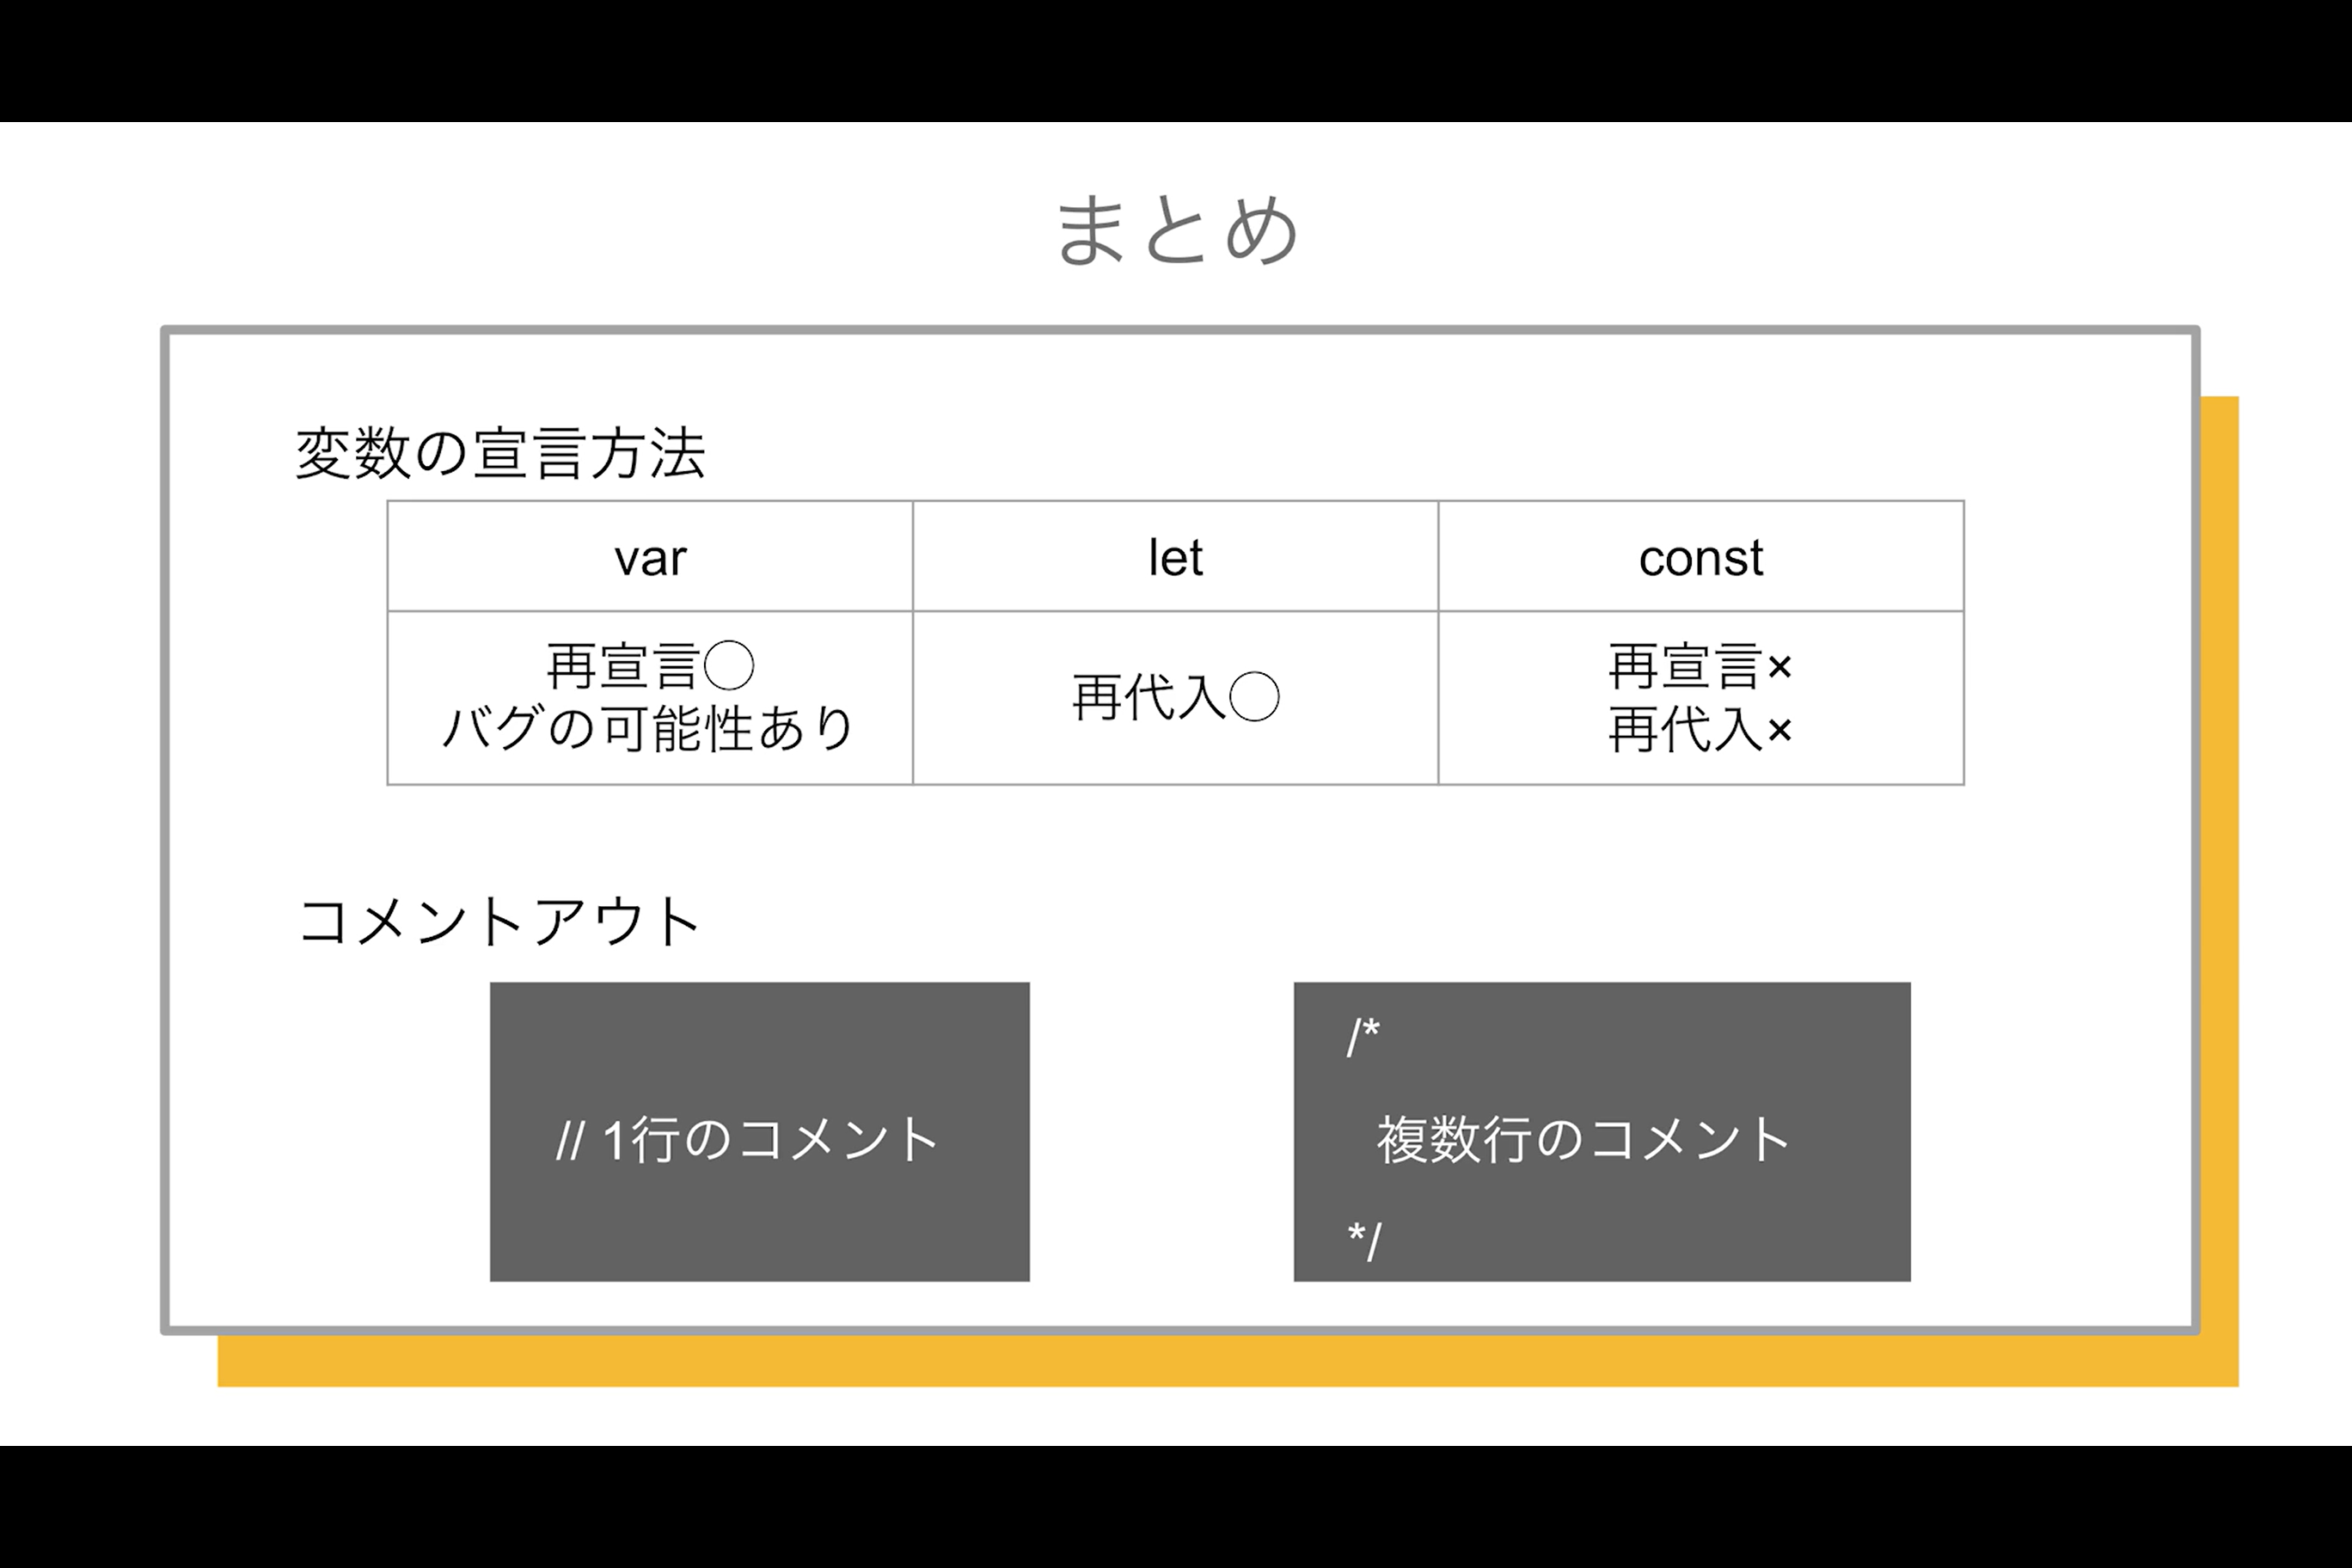 まとめ
変数の宣言方法
var let const
再宣言◯ 再代入◯ 再宣言×
バグの可能性あり 再代入×
コメントアウト
// 1行のコメント
/*
複数行のコメント
*/